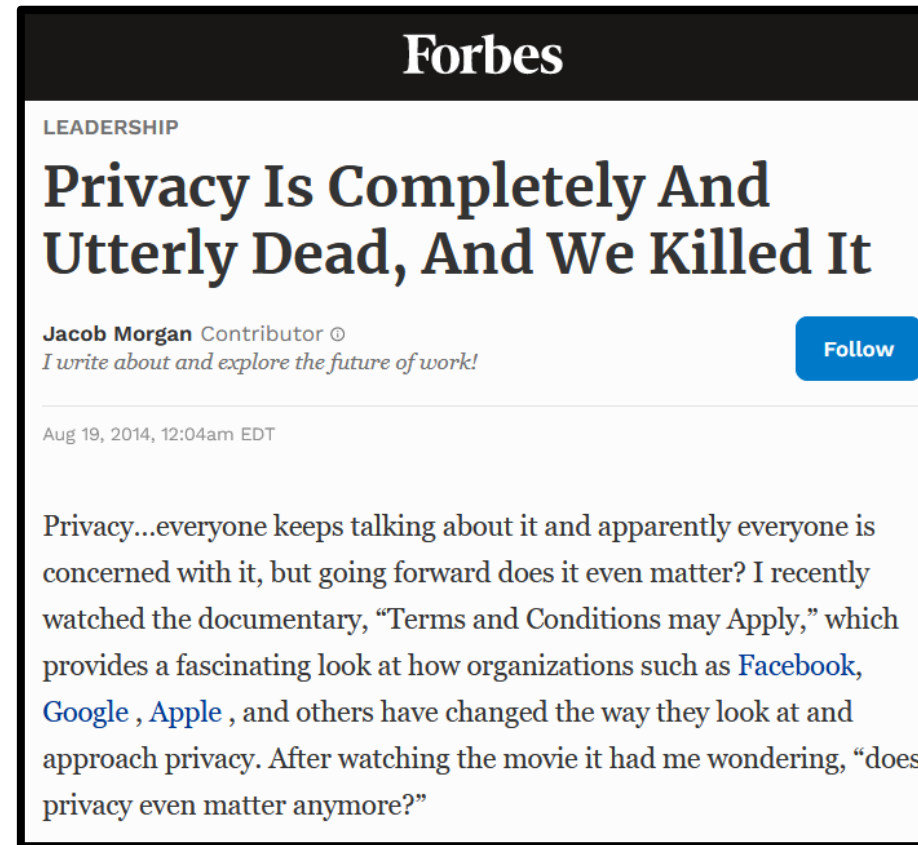 Forbes
LEADERSHIP
Privacy Is Completely And
Utterly Dead, And We Killed It
Jacob Morgan Contributor ⓘ
I write about and explore the future of work!
Follow
Aug 19, 2014, 12:04am EDT
Privacy...everyone keeps talking about it and apparently everyone is
concerned with it, but going forward does it even matter? I recently
watched the documentary, “Terms and Conditions may Apply,” which
provides a fascinating look at how organizations such as Facebook,
Google , Apple , and others have changed the way they look at and
approach privacy. After watching the movie it had me wondering, “does
privacy even matter anymore?”